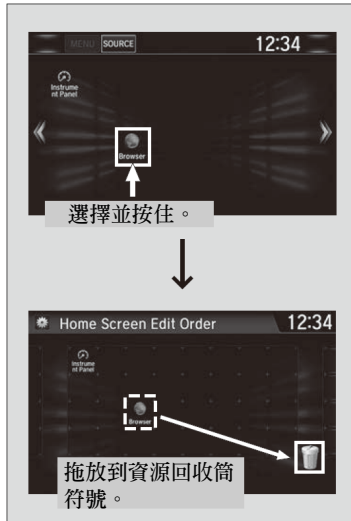 MENU SOURCE 12:34
Instrume
nt Panel
Browser
選擇並按住。
Home Screen Edit Order 12:34
Instrume
nt Panel
Browser
拖放到資源回收筒
符號。